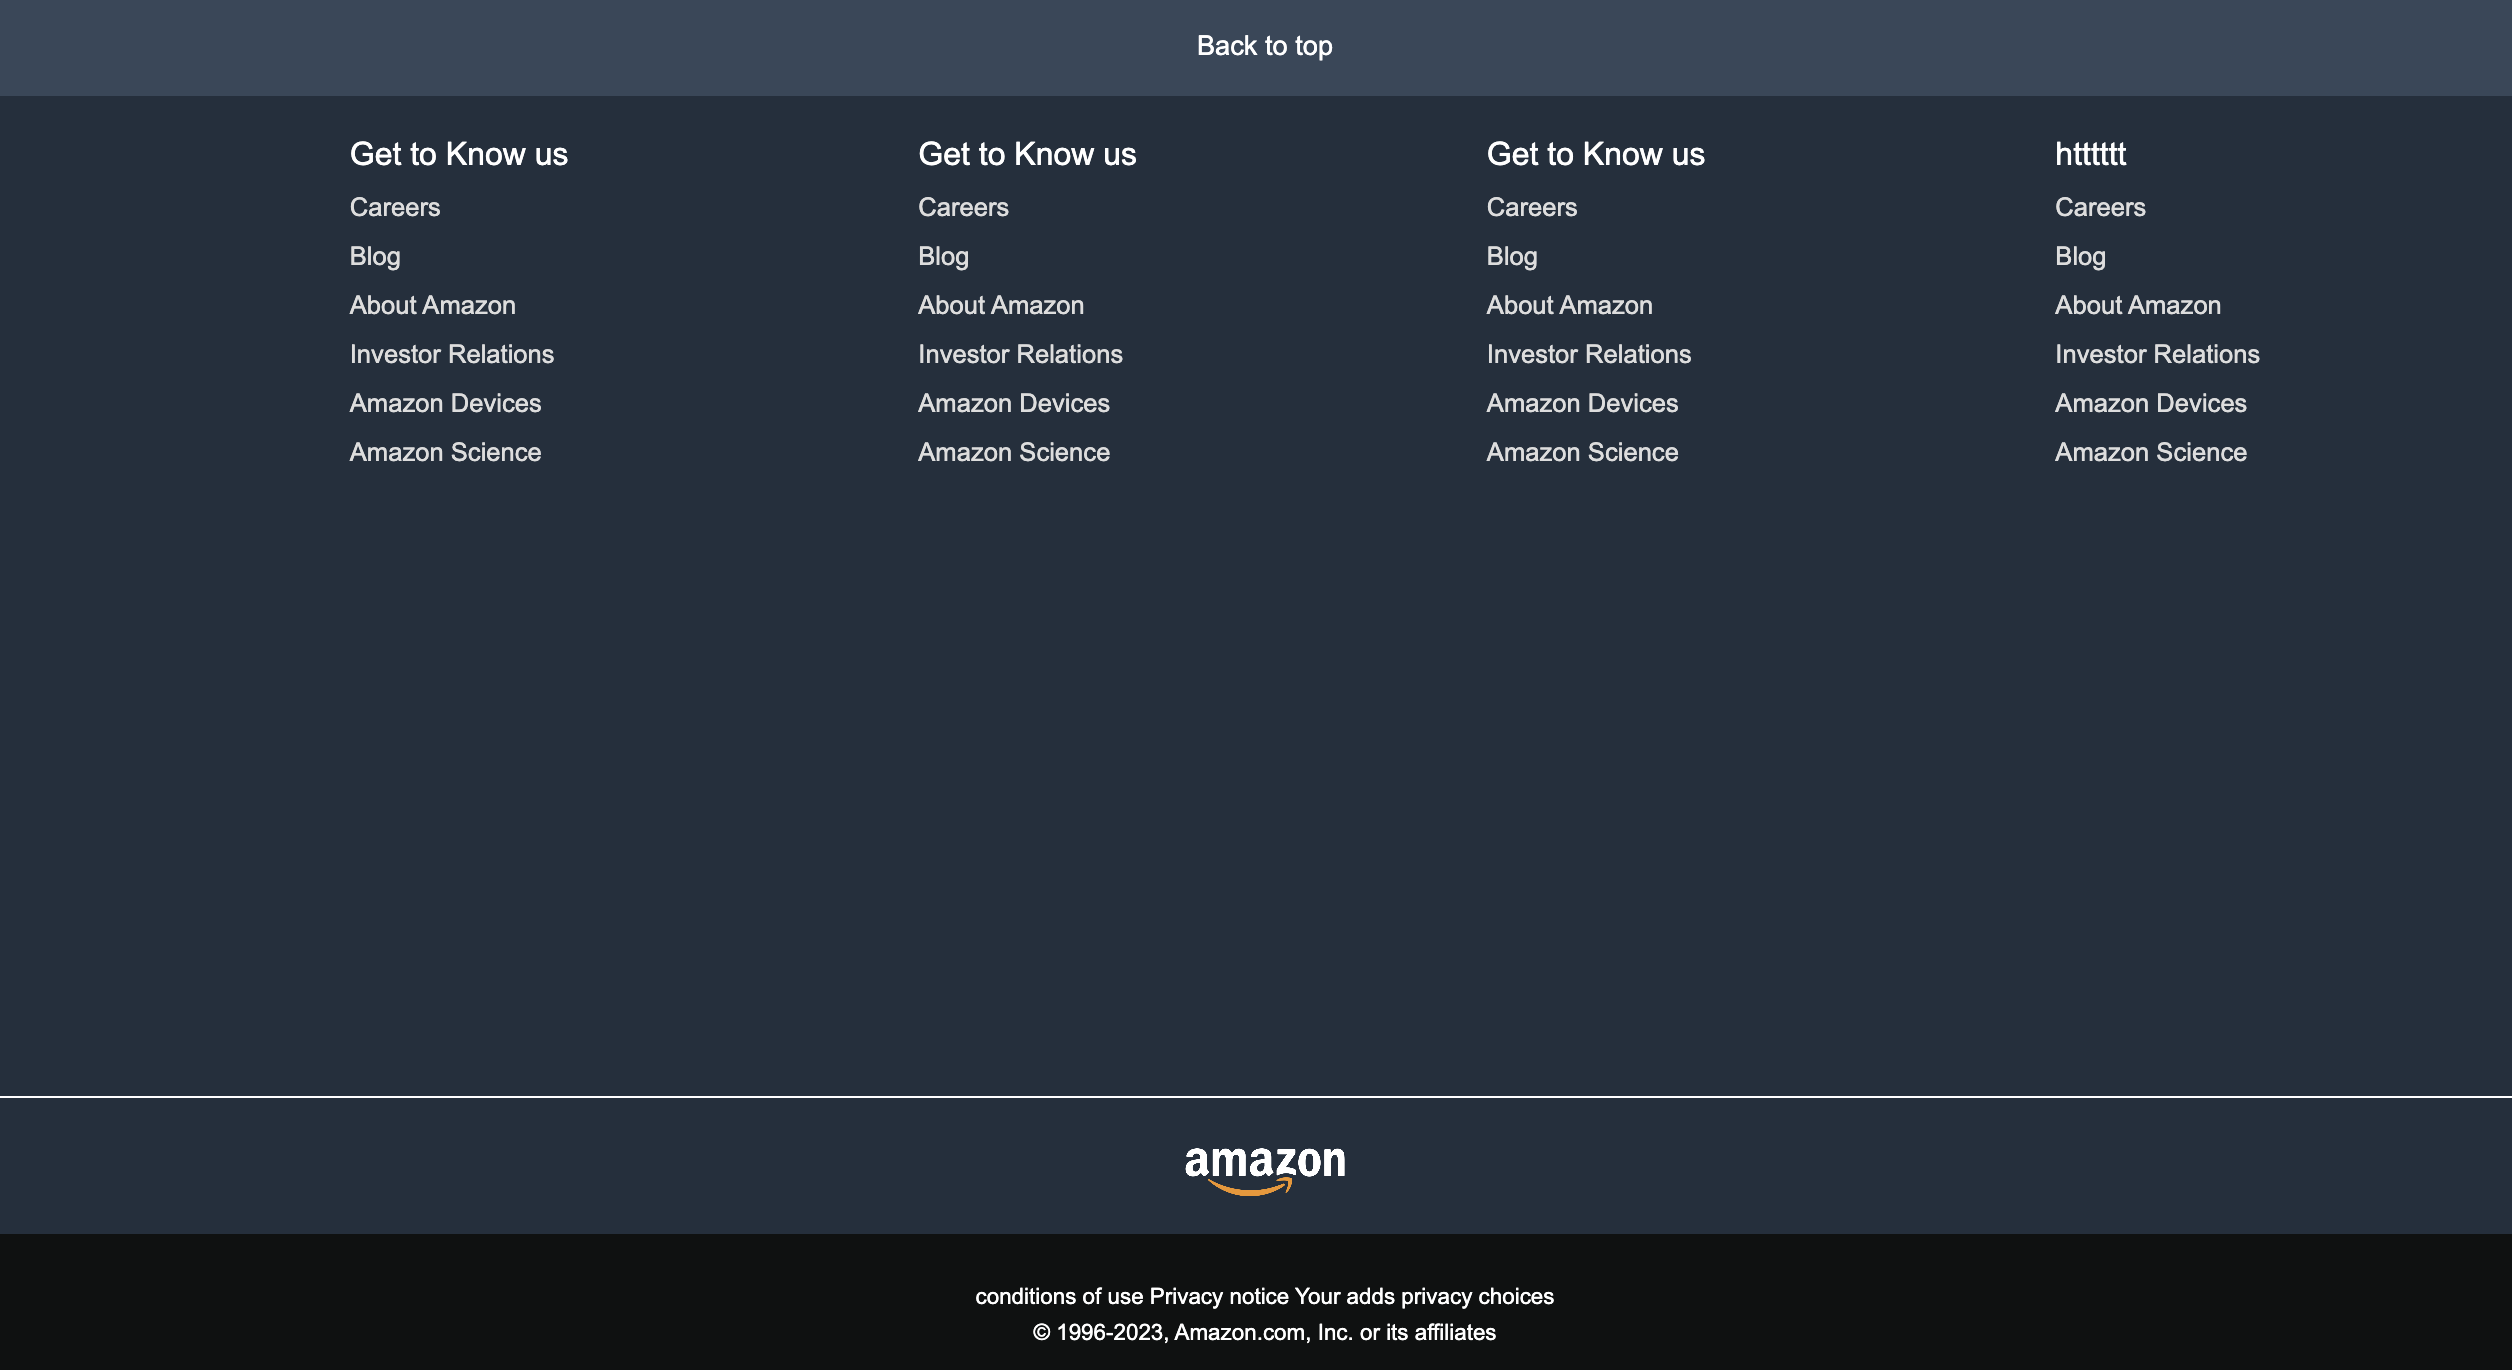 Back to top
Get to Know us
Careers
Blog
About Amazon
Investor Relations
Amazon Devices
Amazon Science
Get to Know us
Careers
Blog
About Amazon
Investor Relations
Amazon Devices
Amazon Science
Get to Know us
Careers
Blog
About Amazon
Investor Relations
Amazon Devices
Amazon Science
htttttt
Careers
Blog
About Amazon
Investor Relations
Amazon Devices
Amazon Science
amazon
conditions of use Privacy notice Your adds privacy choices
© 1996-2023, Amazon.com, Inc. or its affiliates